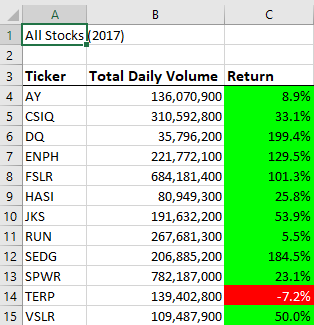 A B C
1 All Stocks (2017)
2
3 Ticker Total Daily Volume Return
4 AY 136,070,900 8.9%
5 CSIQ 310,592,800 33.1%
6 DQ 35,796,200 199.4%
7 ENPH 221,772,100 129.5%
8 FSLR 684,181,400 101.3%
9 HASI 80,949,300 25.8%
10 JKS 191,632,200 53.9%
11 RUN 267,681,300 5.5%
12 SEDG 206,885,200 184.5%
13 SPWR 782,187,000 23.1%
14 TERP 139,402,800 -7.2%
15 VSLR 109,487,900 50.0%